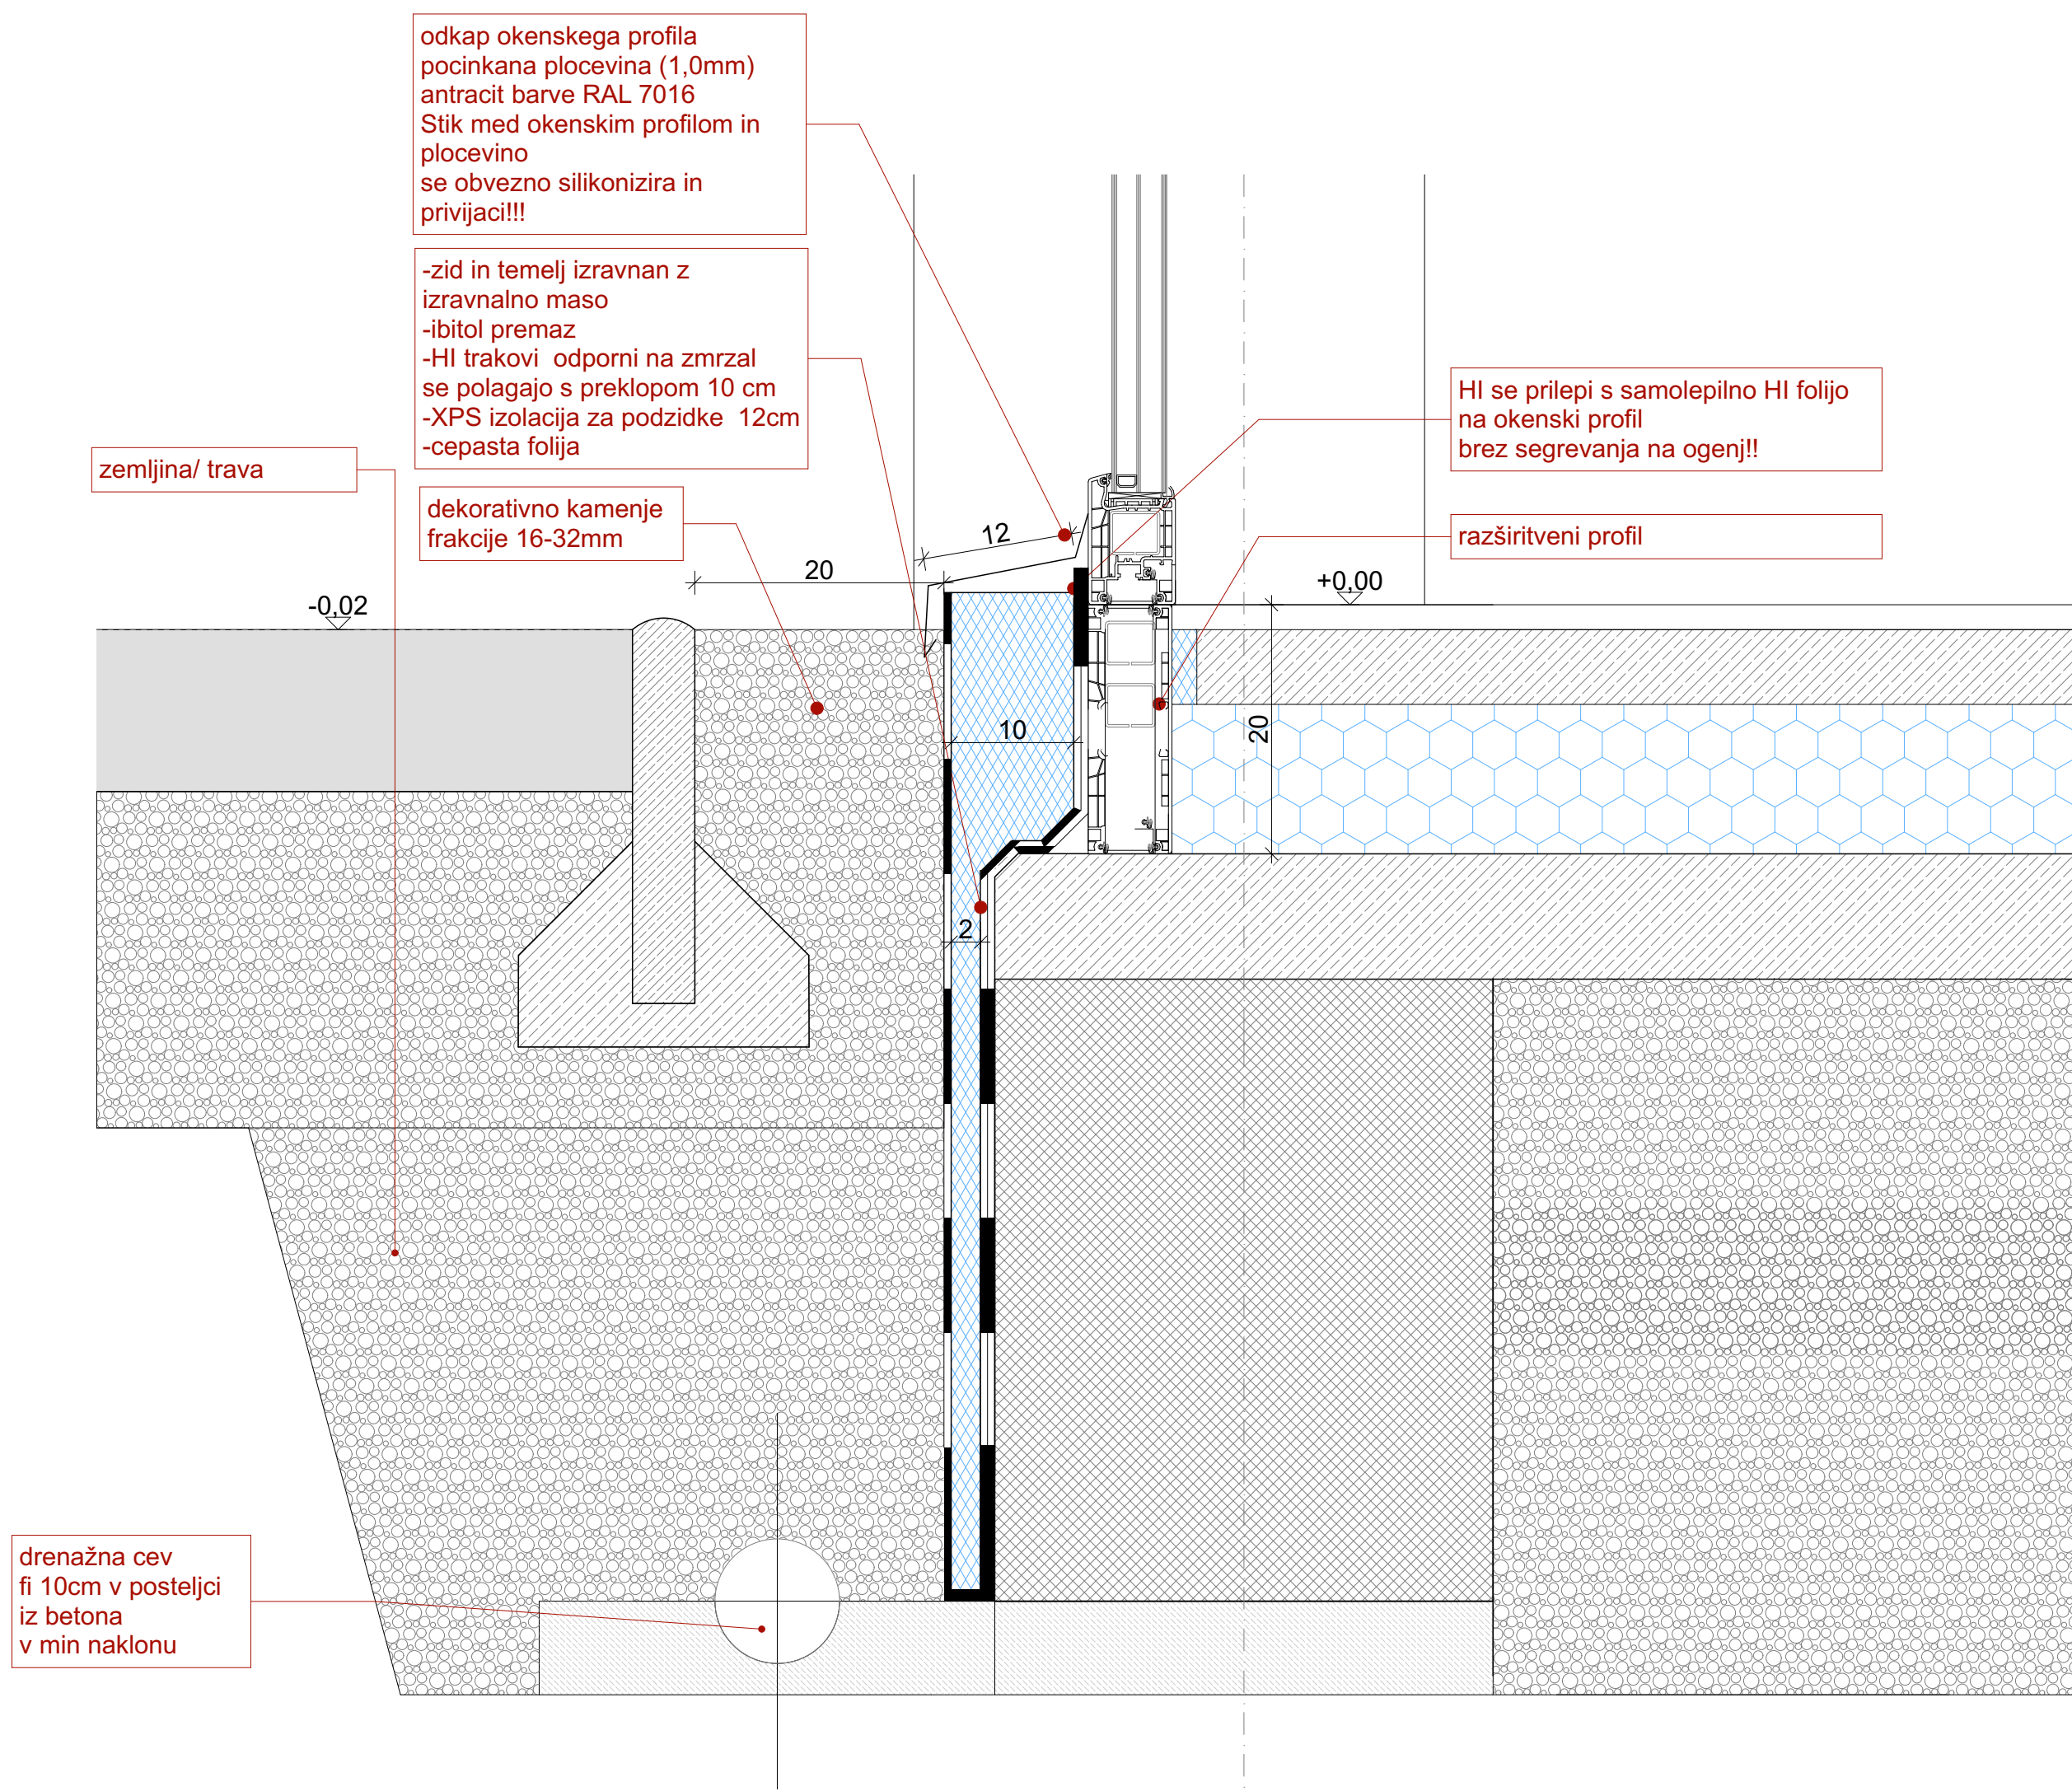 odkap okenskega profila
pocinkana plocevina (1,0mm)
antracit barve RAL 7016
Stik med okenskim profilom in
plocevino
se obvezno silikonizira in
privijaci!!!
-zid in temelj izravnan z
izravnalno maso
-ibitol premaz
-HI trakovi  odporni na zmrzal
se polagajo s preklopom 10 cm
-XPS izolacija za podzidke  12cm
-cepasta folija
HI se prilepi s samolepilno HI folijo
na okenski profil
brez segrevanja na ogenj!!
zemljina/ trava
dekorativno kamenje
frakcije 16-32mm
razširitveni profil
12
20
+0,00
-0,02
10
20
2
drenažna cev
fi 10cm v posteljci
iz betona
v min naklonu